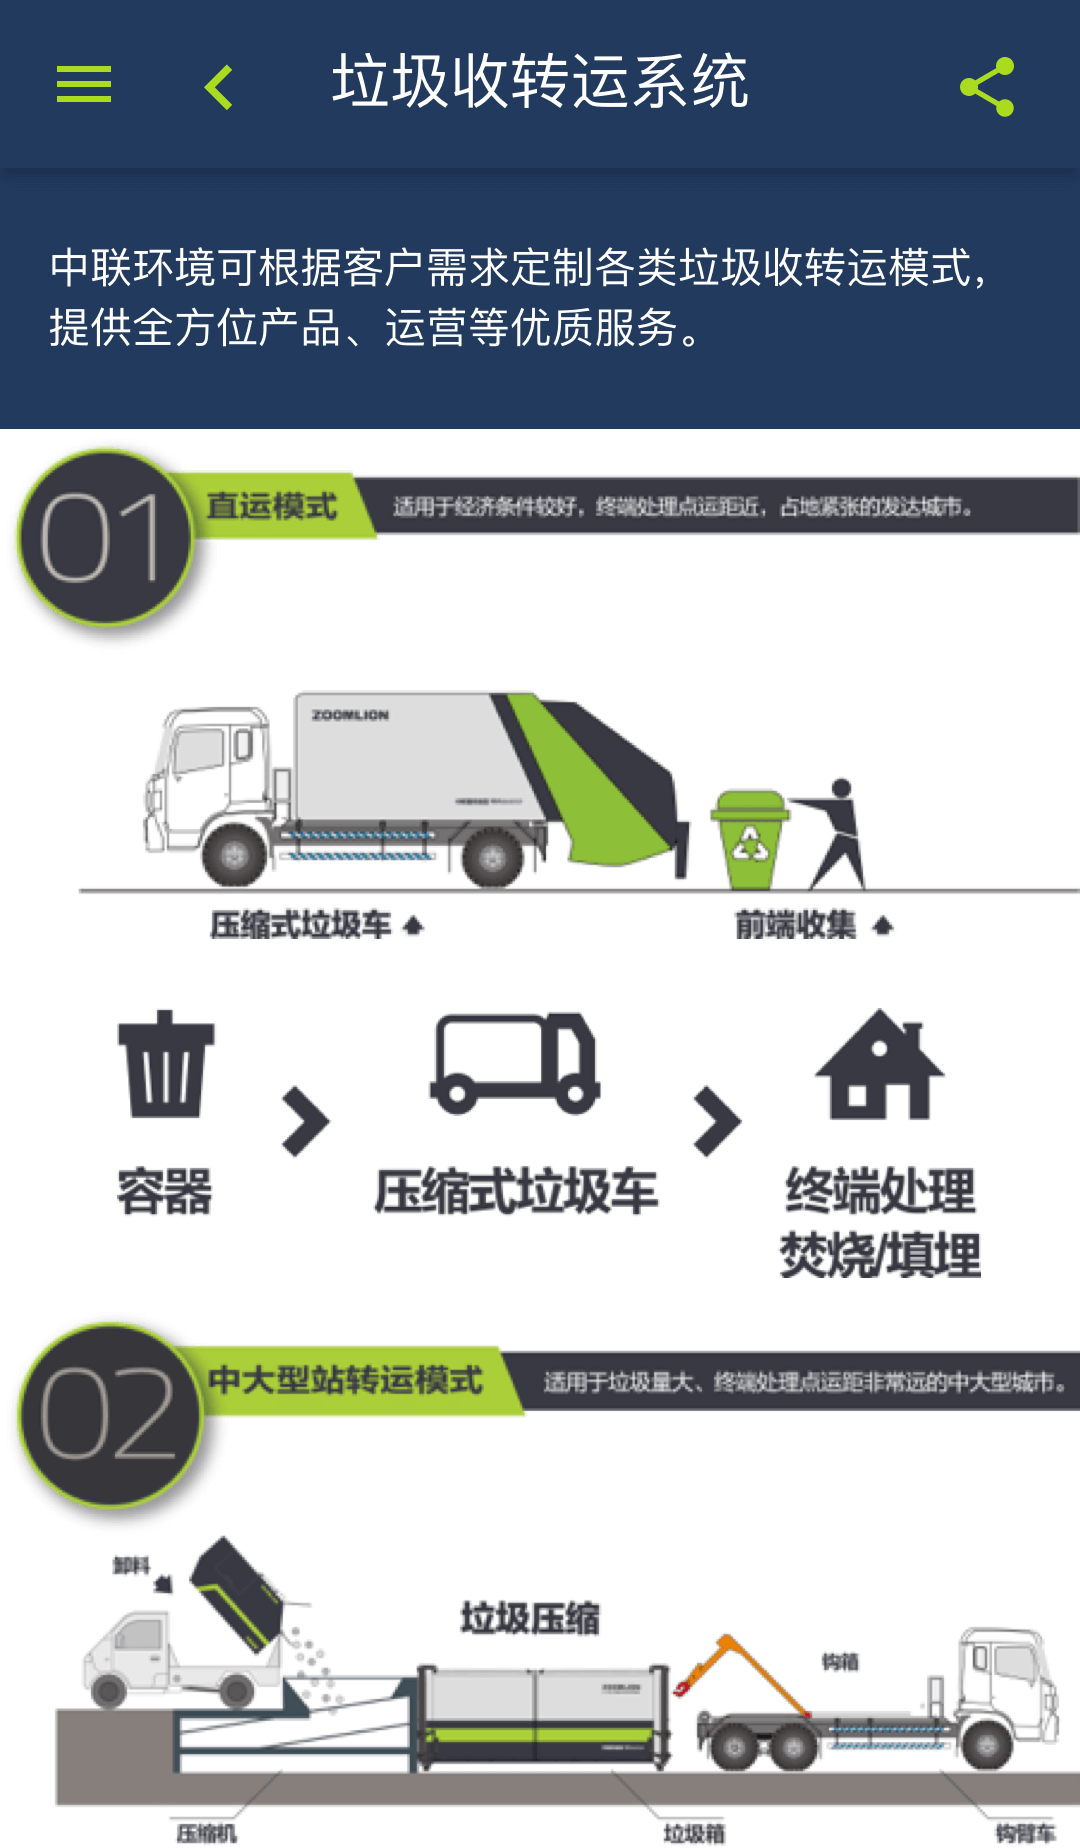 垃圾收转运系统
中联环境可根据客户需求定制各类垃圾收转运模式，
提供全方位产品、运营等优质服务。
01
直运模式
适用于经济条件较好，终端处理点运距近，占地紧张的发达城市。
ZOOMLION
压缩式垃圾车
前端收集
容器
压缩式垃圾车
终端处理
焚烧/填埋
02
中大型站转运模式
适用于垃圾量大、终端处理点运距非常远的中大型城市。
卸料
垃圾压缩
钩箱
ZOOMLION
压缩机
垃圾箱
钩臂车